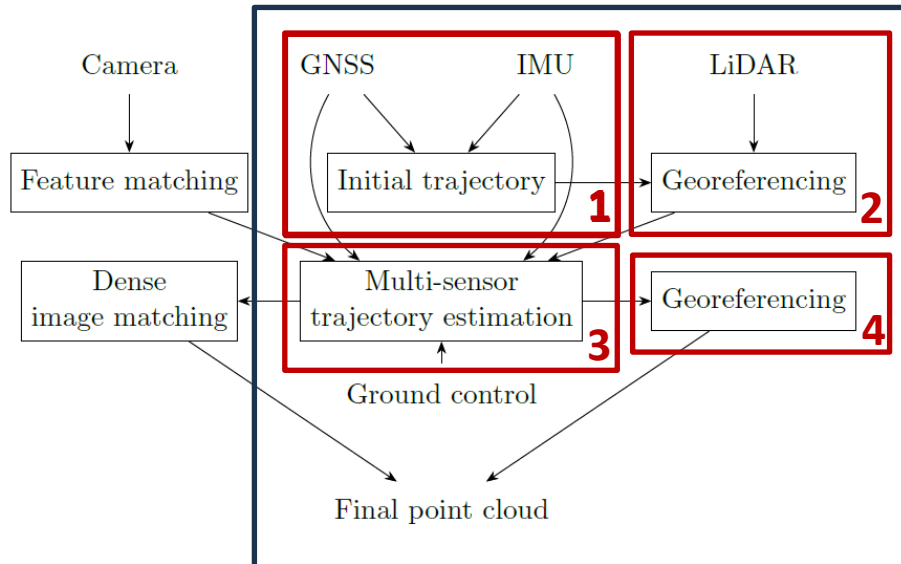 Camera
GNSS
IMU
LiDAR
Feature matching
Initial trajectory
1
Georeferencing
2
Dense
image matching
Multi-sensor
trajectory estimation
3
Georeferencing
4
Ground control
Final point cloud